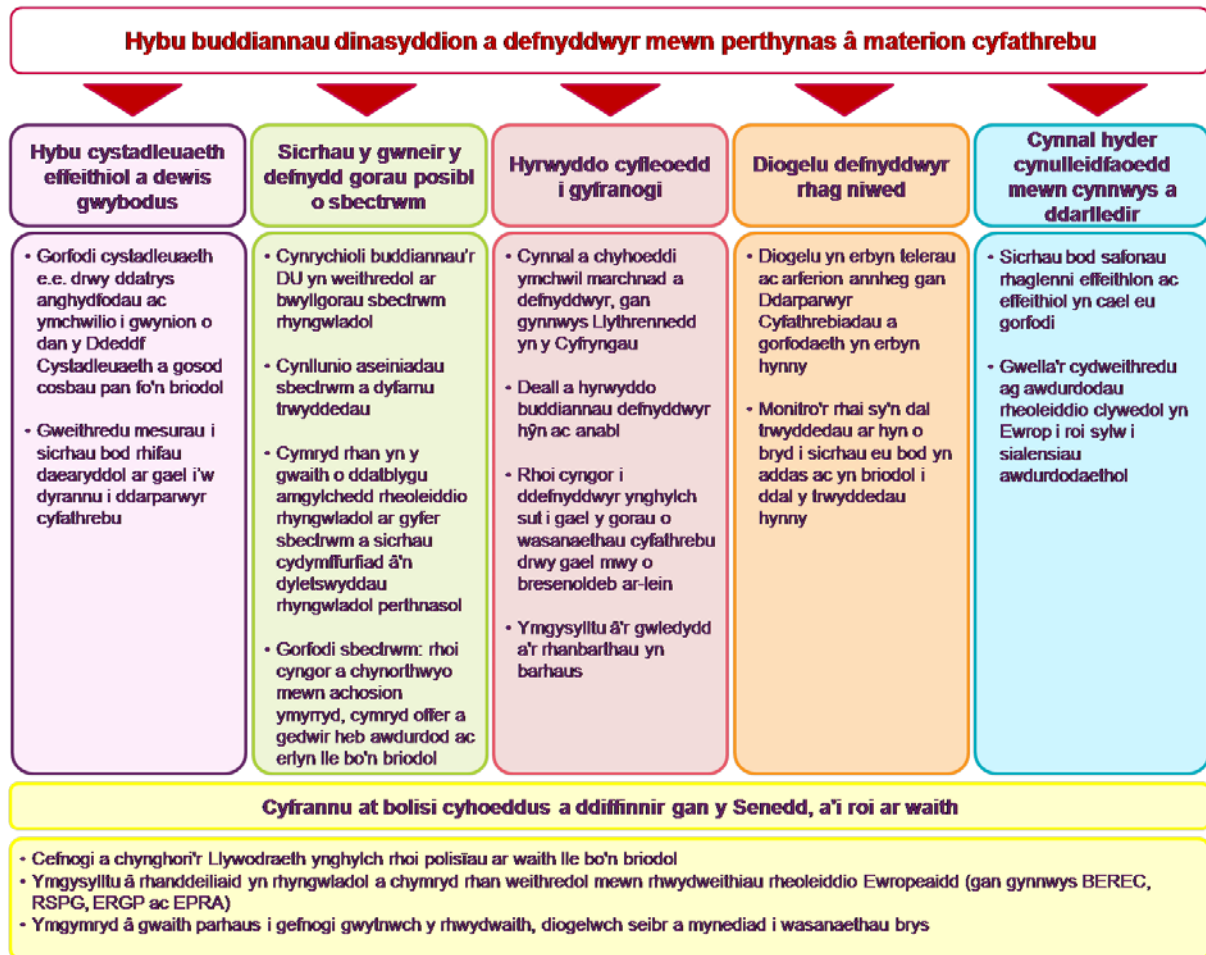 Hybu buddiannau dinasyddion a defnyddwyr mewn perthynas â materion cyfathrebu
Hybu cystadleuaeth
effeithiol a dewis
gwybodus
• Gorfodi cystadleuaeth
e.e. drwy ddatrys
anghydfodau ac
ymchwilio i gwynion o
dan y Ddeddf
Cystadleuaeth a gosod
cosbau pan fo'n briodol
• Gweithredu mesurau i
sicrhau bod rhifau
daearyddol ar gael i'w
dyrannu i ddarparwyr
cyfathrebu
Sicrhau y gwneir y
defnydd gorau posibl
o sbectrwm
• Cynrychioli buddiannau'r
DU yn weithredol ar
bwyllgorau sbectrwm
rhyngwladol
• Cynllunio aseiniadau
sbectrwm a dyfarnu
trwyddedau
• Cymryd rhan yn y
gwaith o ddatblygu
amgylchedd rheoleiddio
rhyngwladol ar gyfer
sbectrwm a sicrhau
cydymffurfiad â'n
dyletswyddau
rhyngwladol perthnasol
• Gorfodi sbectrwm: rhoi
cyngor a chynorthwyo
mewn achosion
ymyrryd, cymryd offer a
gedwir heb awdurdod ac
erlyn lle bo'n briodol
Hyrwyddo cyfleoedd
i gyfranogi
• Cynnal a chyhoeddi
ymchwil marchnad a
defnyddwyr, gan
gynnwys Llythrennedd
yn y Cyfryngau
• Deall a hyrwyddo
buddiannau defnyddwyr
hŷn ac anabl
• Rhoi cyngor i
ddefnyddwyr ynghylch
sut i gael y gorau o
wasanaethau cyfathrebu
drwy gael mwy o
bresenoldeb ar-lein
• Ymgysylltu â'r gwledydd
a'r rhanbarthau yn
barhaus
Diogelu defnyddwyr
rhag niwed
• Diogelu yn erbyn telerau
ac arferion annheg gan
Ddarparwyr
Cyfathrebiadau a
gorfodaeth yn erbyn
hynny
• Monitro'r rhai sy'n dal
trwyddedau ar hyn o
bryd i sicrhau eu bod yn
addas ac yn briodol i
ddal y trwyddedau
hynny
Cynnal hyder
cynulleidfaoedd
mewn cynnwys a
ddarlledir
• Sicrhau bod safonau
rhaglenni effeithlon ac
effeithiol yn cael eu
gorfodi
• Gwella'r cydweithredu
ag awdurdodau
rheoleiddio clywedol yn
Ewrop i roi sylw i
sialensiau
awdurdodaethol
Cyfrannu at bolisi cyhoeddus a ddiffinnir gan y Senedd, a'i roi ar waith
• Cefnogi a chynghori'r Llywodraeth ynghylch rhoi polisïau ar waith lle bo'n briodol
• Ymgysylltu â rhanddeiliaid yn rhyngwladol a chymryd rhan weithredol mewn rhwydweithiau rheoleiddio Ewropeaidd (gan gynnwys BEREC,
RSPG, ERGP ac EPRA)
• Ymgymryd â gwaith parhaus i gefnogi gwytnwch y rhwydwaith, diogelwch seibr a mynediad i wasanaethau brys